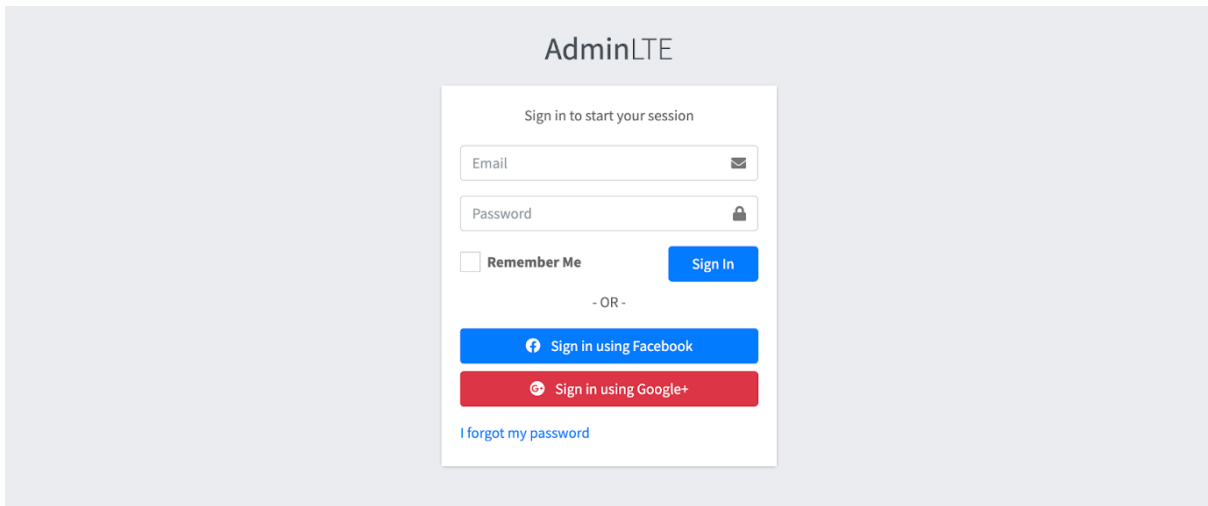 AdminLTE
Sign in to start your session
Email
Password
Remember Me Sign In
- OR -
Sign in using Facebook
Sign in using Google+
I forgot my password